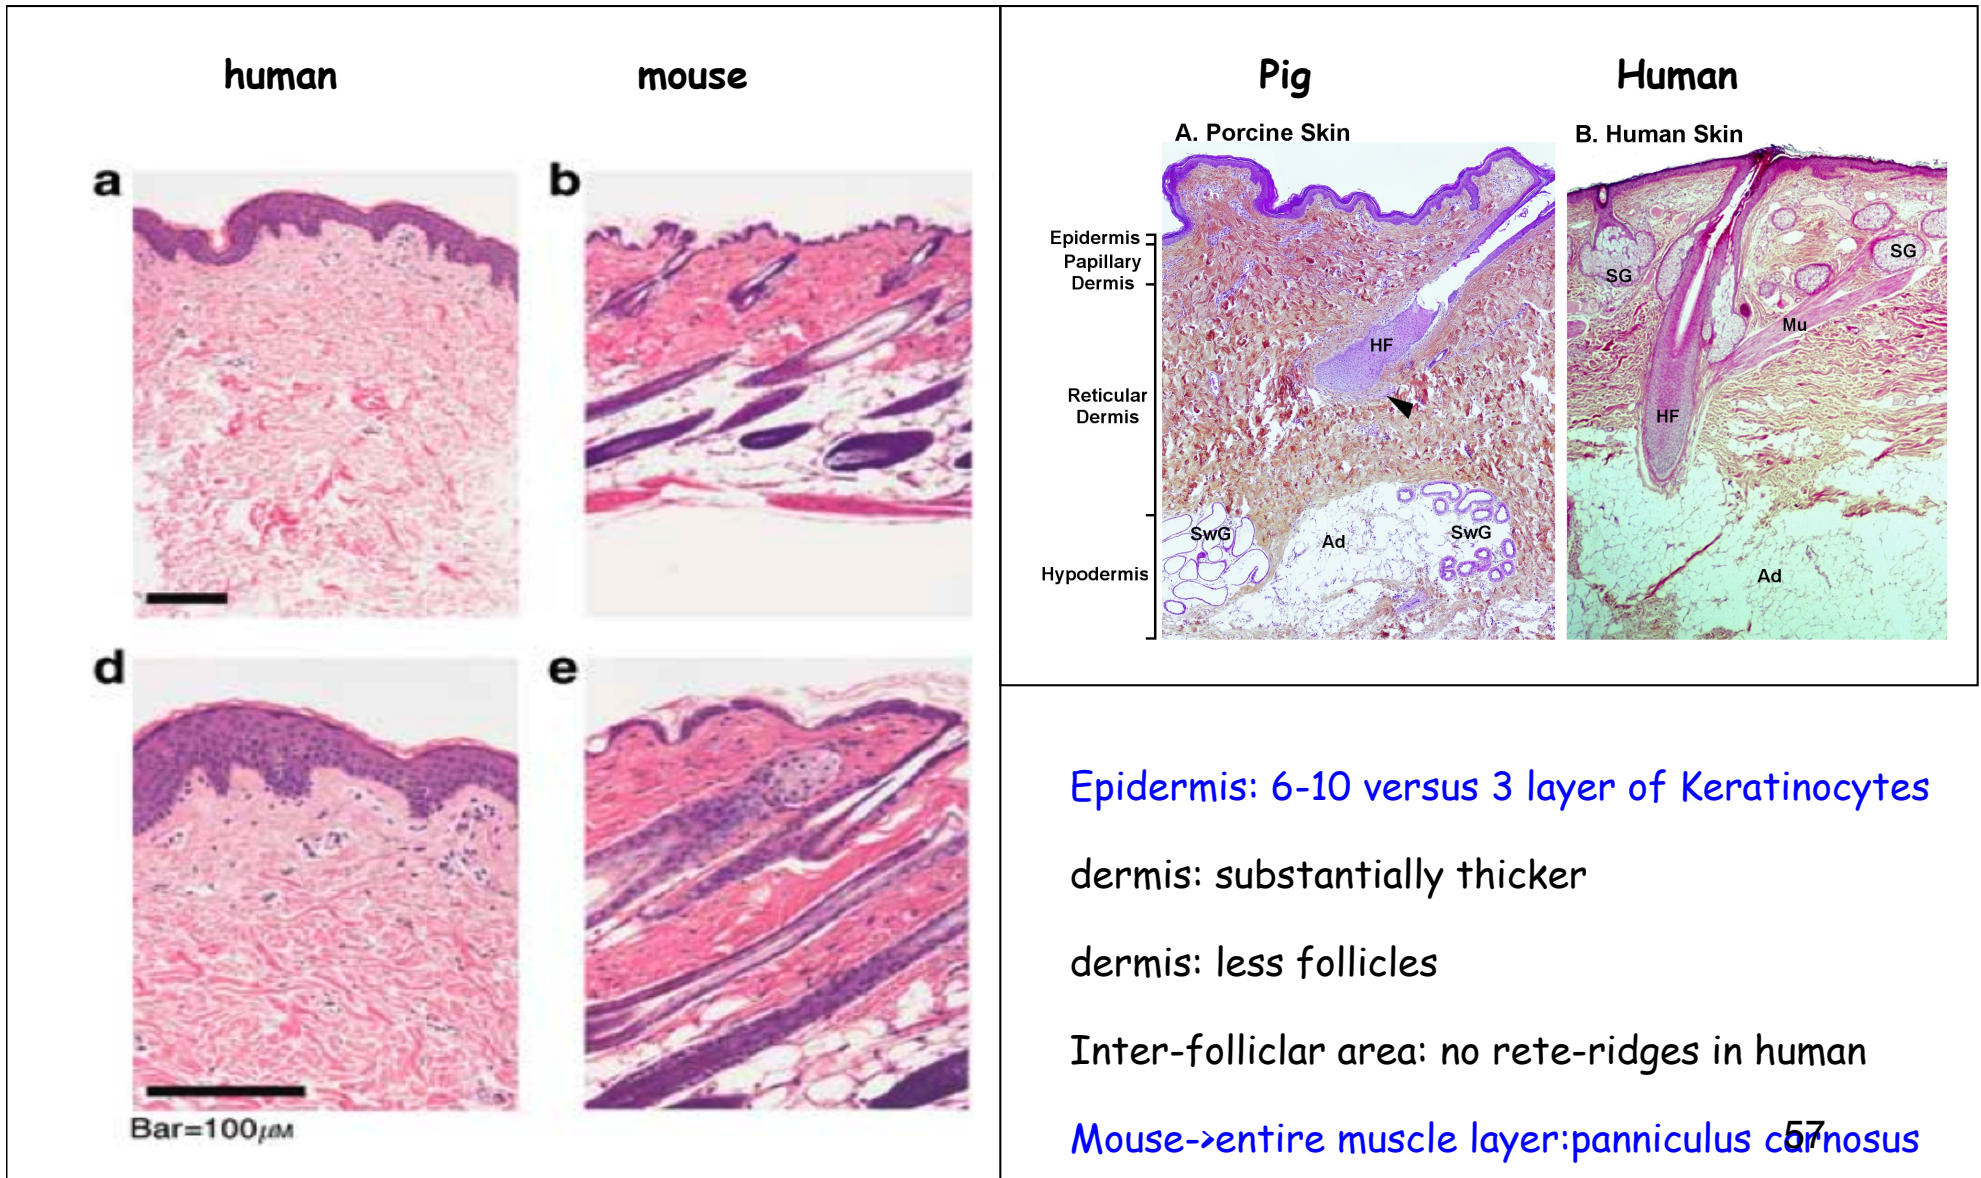 human
mouse
a
b
d
e
Bar=100μM
Pig
Human
A. Porcine Skin
B. Human Skin
Epidermis
Papillary
Dermis
Reticular
Dermis
Hypodermis
HF
SwG
Ad
SwG
SG
SG
Mu
HF
Ad
Epidermis: 6-10 versus 3 layer of Keratinocytes
dermis: substantially thicker
dermis: less follicles
Inter-folliclar area: no rete-ridges in human
Mouse->entire muscle layer:panniculus carnosus
57